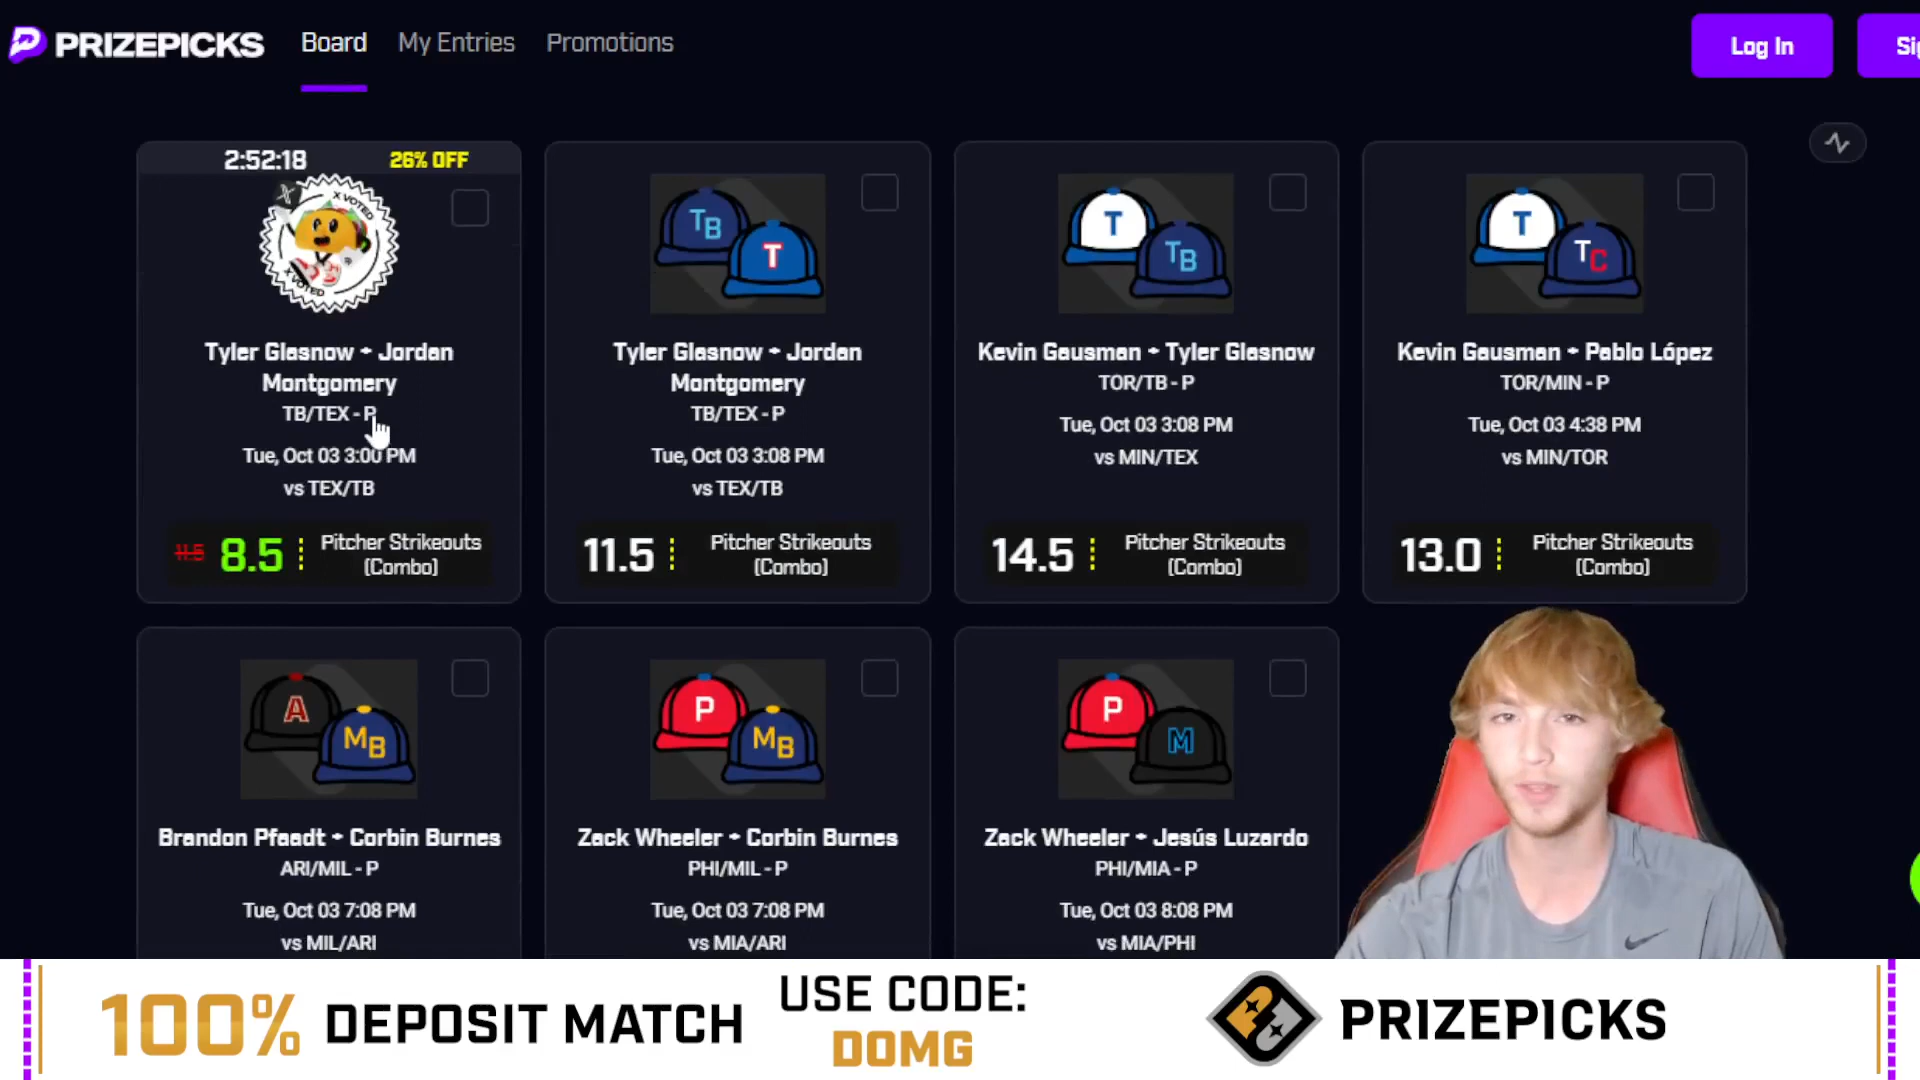 PRIZEPICKS Board My Entries Promotions
Log In
2:52:18 26% OFF
X VOTED
X VOTED
Tyler Glasnow + Jordan
Montgomery
TB/TEX - P
Tue, Oct 03 3:00 PM
vs TEX/TB
11.5 8.5 Pitcher Strikeouts
(Combo)
TB
T
Tyler Glasnow + Jordan
Montgomery
TB/TEX - P
Tue, Oct 03 3:08 PM
vs TEX/TB
11.5 Pitcher Strikeouts
(Combo)
T
TB
Kevin Gausman + Tyler Glasnow
TOR/TB - P
Tue, Oct 03 3:08 PM
vs MIN/TEX
14.5 Pitcher Strikeouts
(Combo)
T
TC
Kevin Gausman + Pablo López
TOR/MIN - P
Tue, Oct 03 4:38 PM
vs MIN/TOR
13.0 Pitcher Strikeouts
(Combo)
A
MB
Brandon Pfaadt + Corbin Burnes
ARI/MIL - P
Tue, Oct 03 7:08 PM
vs MIL/ARI
P
MB
Zack Wheeler + Corbin Burnes
PHI/MIL - P
Tue, Oct 03 7:08 PM
vs MIA/ARI
P
M
Zack Wheeler + Jesús Luzardo
PHI/MIA - P
Tue, Oct 03 8:08 PM
vs MIA/PHI
100% DEPOSIT MATCH
USE CODE:
DOMG
PRIZEPICKS